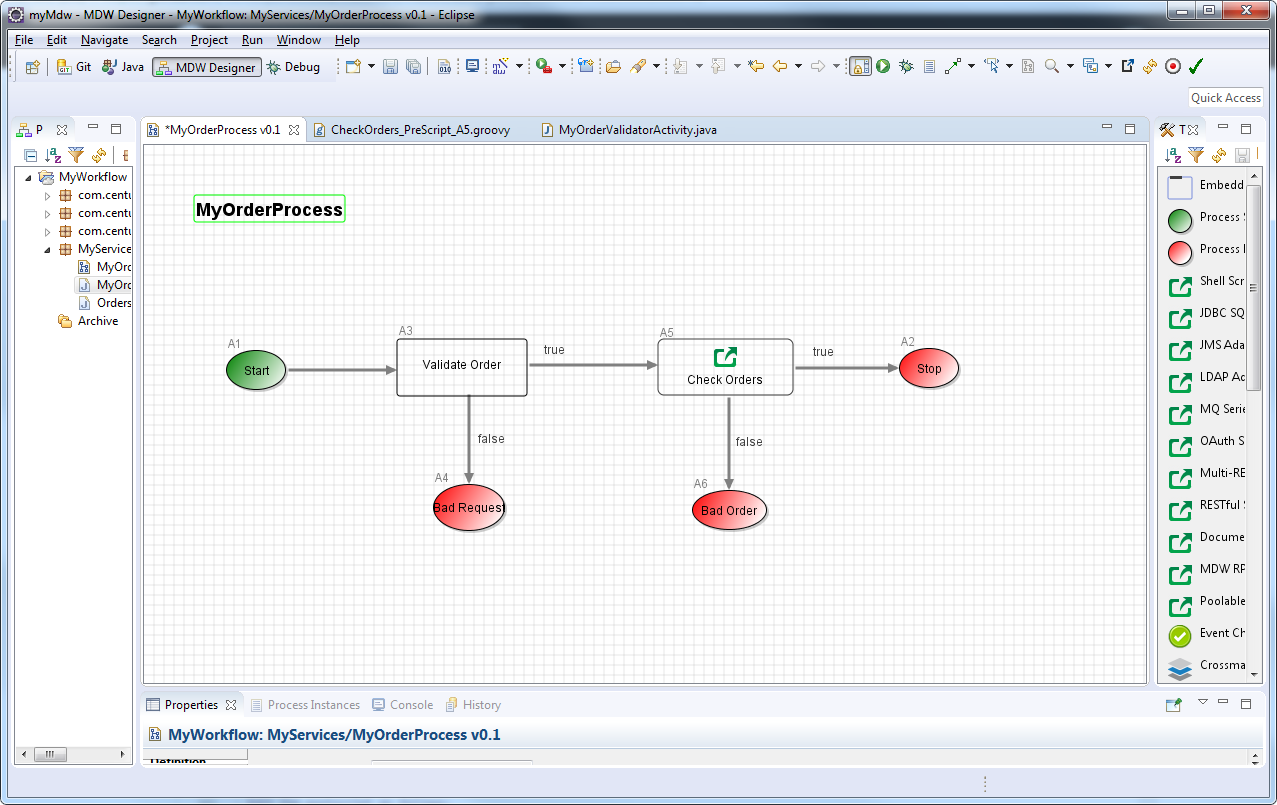 myMdw - MDW Designer - MyWorkflow: MyServices/MyOrderProcess v0.1 - Eclipse
File Edit Navigate Search Project Run Window Help
Git Java MDW Designer Debug
Quick Access
P
*MyOrderProcess v0.1 CheckOrders_PreScript_A5.groovy MyOrderValidatorActivity.java
T
MyWorkflow
com.centu
com.centu
com.centu
MyService
MyOrd
MyOrd
Orders
Archive
MyOrderProcess
A1
Start
A3
Validate Order
true
A5
Check Orders
true
A2
Stop
false
A4
Bad Request
false
A6
Bad Order
Embedd
Process S
Process
Shell Scr
JDBC SQ
JMS Ada
LDAP Ad
MQ Serie
OAuth S
Multi-RE
RESTful S
Docume
MDW RP
Poolable
Event Ch
Crossma
Properties Process Instances Console History
MyWorkflow: MyServices/MyOrderProcess v0.1
Definition